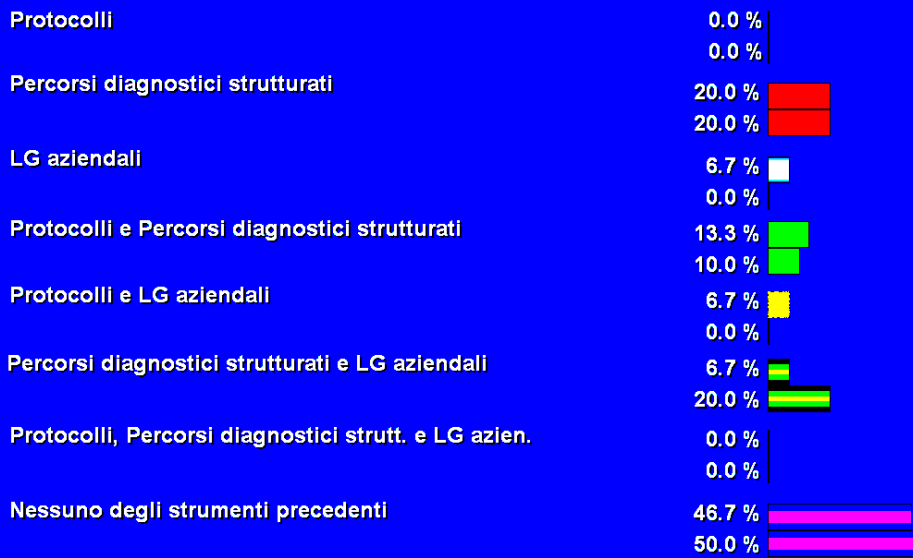 Protocolli 0.0 %
0.0 %
Percorsi diagnostici strutturati 20.0 %
20.0 %
LG aziendali 6.7 %
0.0 %
Protocolli e Percorsi diagnostici strutturati 13.3 %
10.0 %
Protocolli e LG aziendali 6.7 %
0.0 %
Percorsi diagnostici strutturati e LG aziendali 6.7 %
20.0 %
Protocolli, Percorsi diagnostici strutt. e LG azien. 0.0 %
0.0 %
Nessuno degli strumenti precedenti 46.7 %
50.0 %